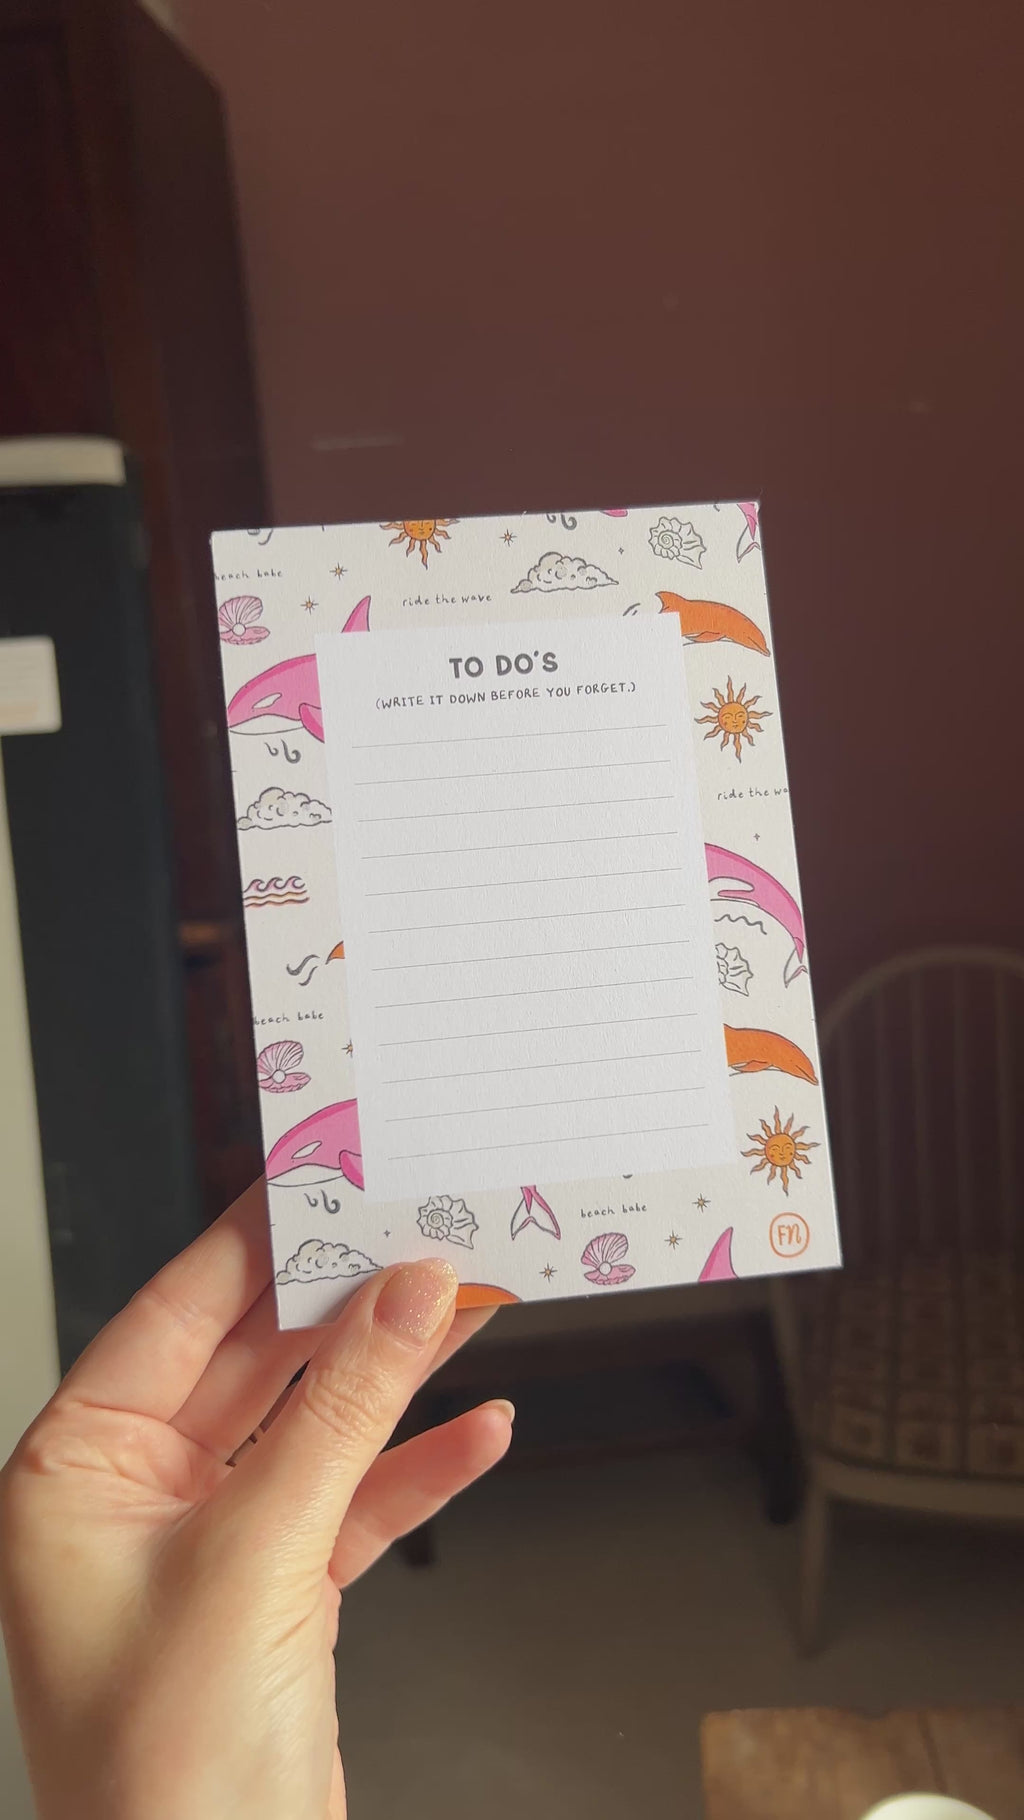 beach babe
ride the wave
TO DO'S
(WRITE IT DOWN BEFORE YOU FORGET.)
ride the wa
beach babe
beach babe
FN